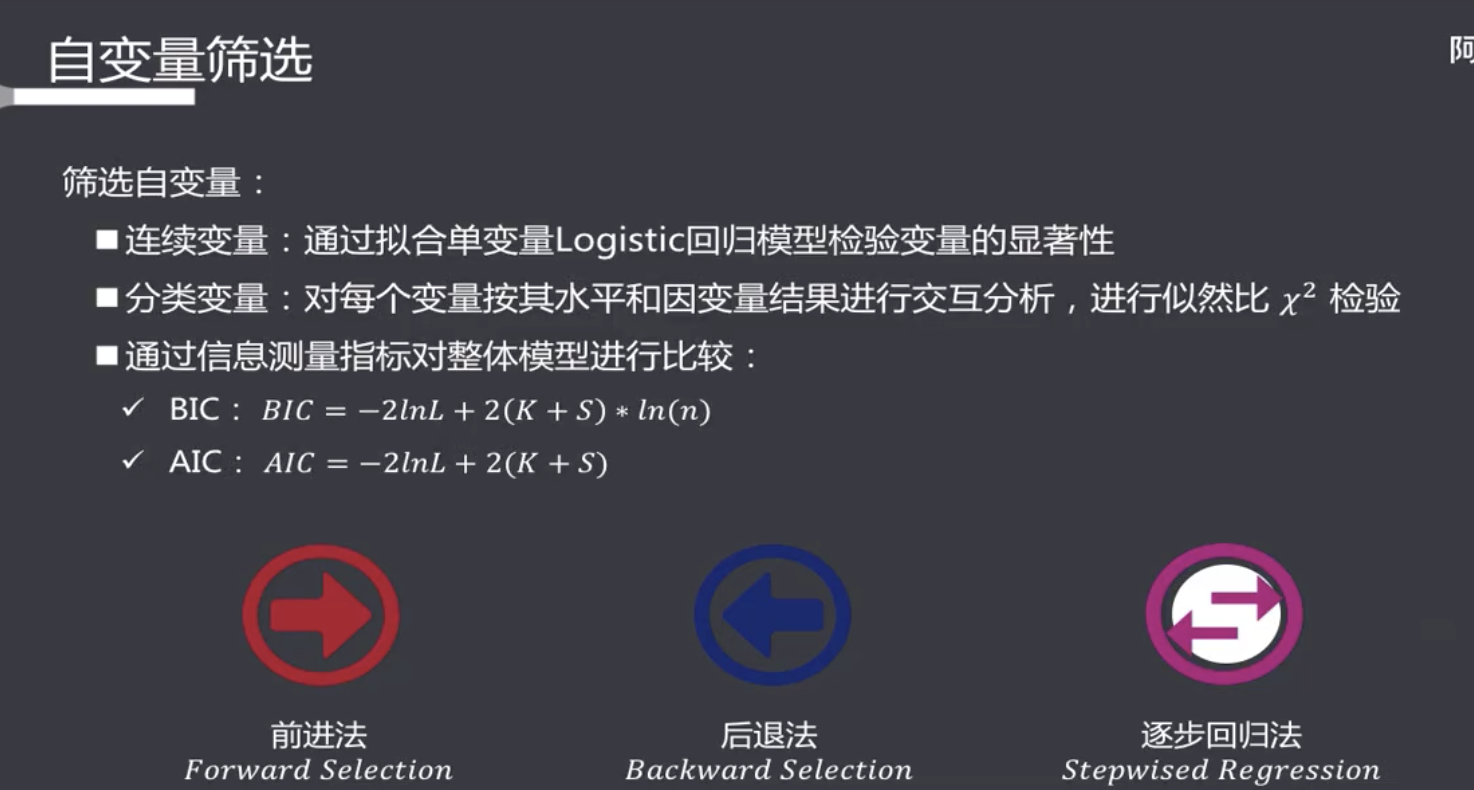 自变量筛选
阿
筛选自变量：
■连续变量：通过拟合单变量Logistic回归模型检验变量的显著性
■分类变量：对每个变量按其水平和因变量结果进行交互分析，进行似然比 χ² 检验
■通过信息测量指标对整体模型进行比较：
✓ BIC： BIC = −2lnL + 2(K + S) ∗ ln(n)
✓ AIC： AIC = −2lnL + 2(K + S)
前进法
Forward Selection
后退法
Backward Selection
逐步回归法
Stepwised Regression